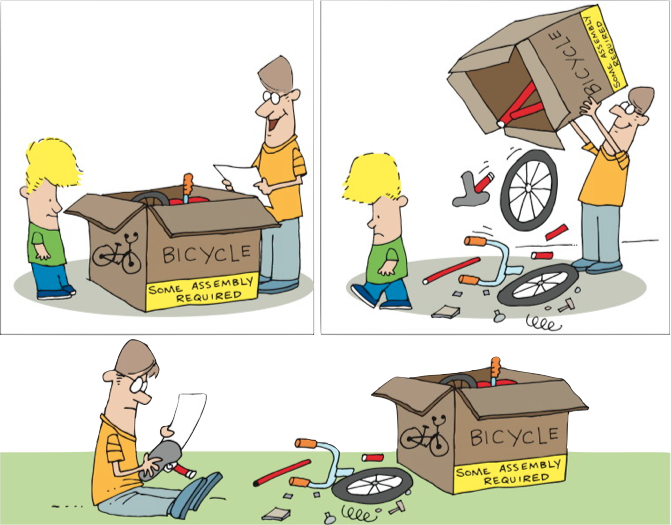 BICYCLE
SOME ASSEMBLY
REQUIRED
BICYCLE
SOME ASSEMBLY
REQUIRED
BICYCLE
SOME ASSEMBLY
REQUIRED